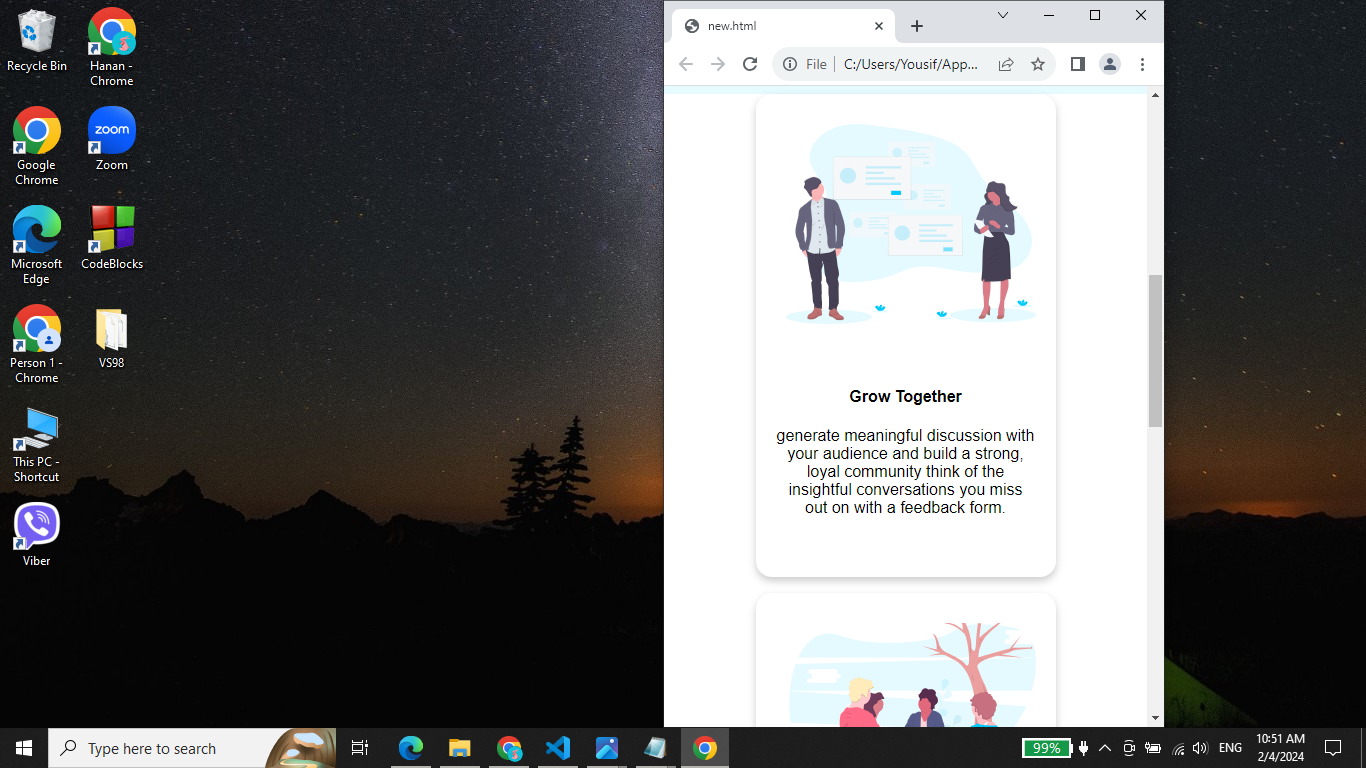 Recycle Bin
Hanan -
Chrome
Google
Chrome
zoom
Zoom
Microsoft
Edge
CodeBlocks
Person 1 -
Chrome
VS98
This PC -
Shortcut
Viber
new.html
File
C:/Users/Yousif/App...
Grow Together
generate meaningful discussion with
your audience and build a strong,
loyal community think of the
insightful conversations you miss
out on with a feedback form.
Type here to search
99%
ENG
10:51 AM
2/4/2024